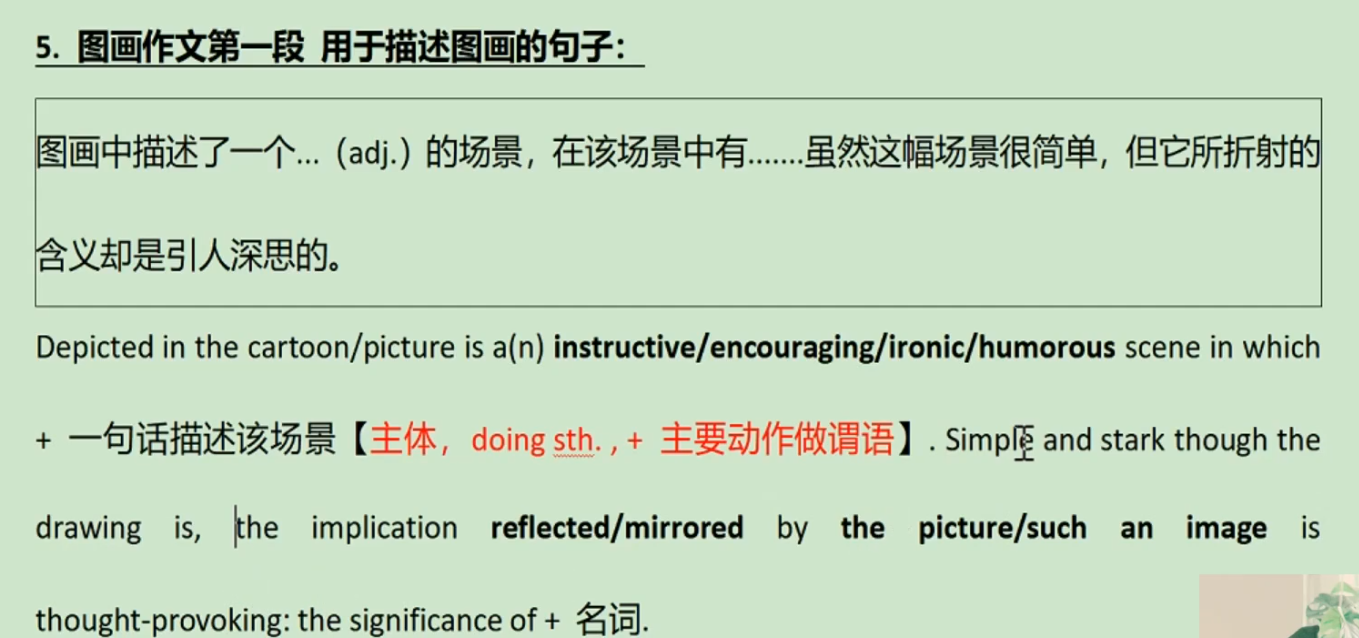 5. 图画作文第一段 用于描述图画的句子：
图画中描述了一个...（adj.）的场景，在该场景中有.......虽然这幅场景很简单，但它所折射的
含义却是引人深思的。
Depicted in the cartoon/picture is a(n) instructive/encouraging/ironic/humorous scene in which
+ 一句话描述该场景【主体，doing sth. , + 主要动作做谓语】. Simple and stark though the
drawing is, the implication reflected/mirrored by the picture/such an image is
thought-provoking: the significance of + 名词.